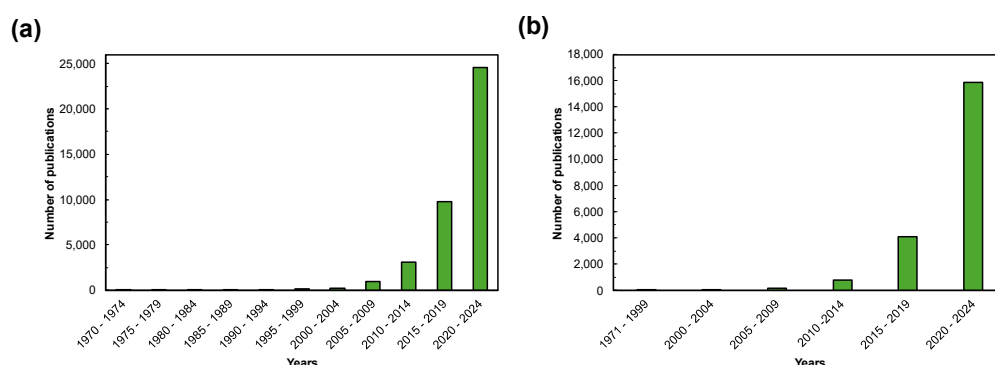 (a)
Number of publications
25,000
20,000
15,000
10,000
5,000
0
1970 - 1974
1975 - 1979
1980 - 1984
1985 - 1989
1990 - 1994
1995 - 1999
2000 - 2004
2005 - 2009
2010 - 2014
2015 - 2019
2020 - 2024
Years
(b)
Number of publications
18,000
16,000
14,000
12,000
10,000
8,000
6,000
4,000
2,000
0
1971 - 1999
2000 - 2004
2005 - 2009
2010 -2014
2015 - 2019
2020 - 2024
Years